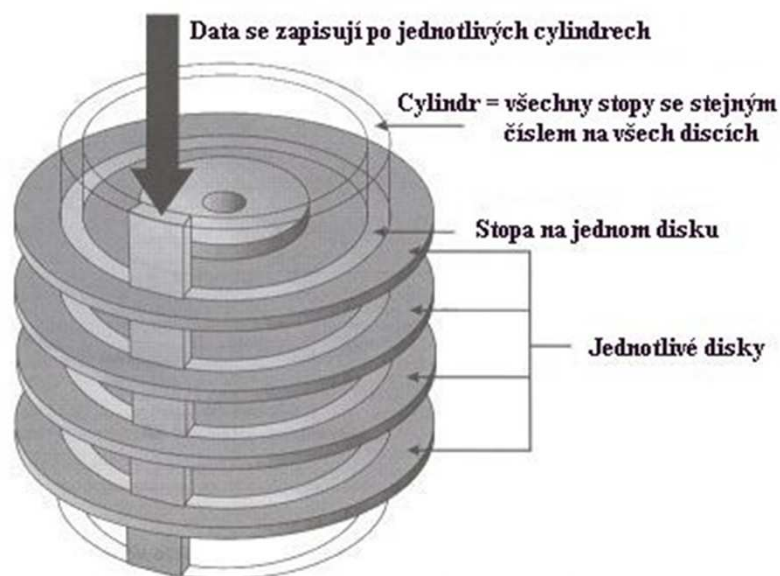 Data se zapisují po jednotlivých cylindrech
Cylindr = všechny stopy se stejným
číslem na všech discích
Stopa na jednom disku
Jednotlivé disky